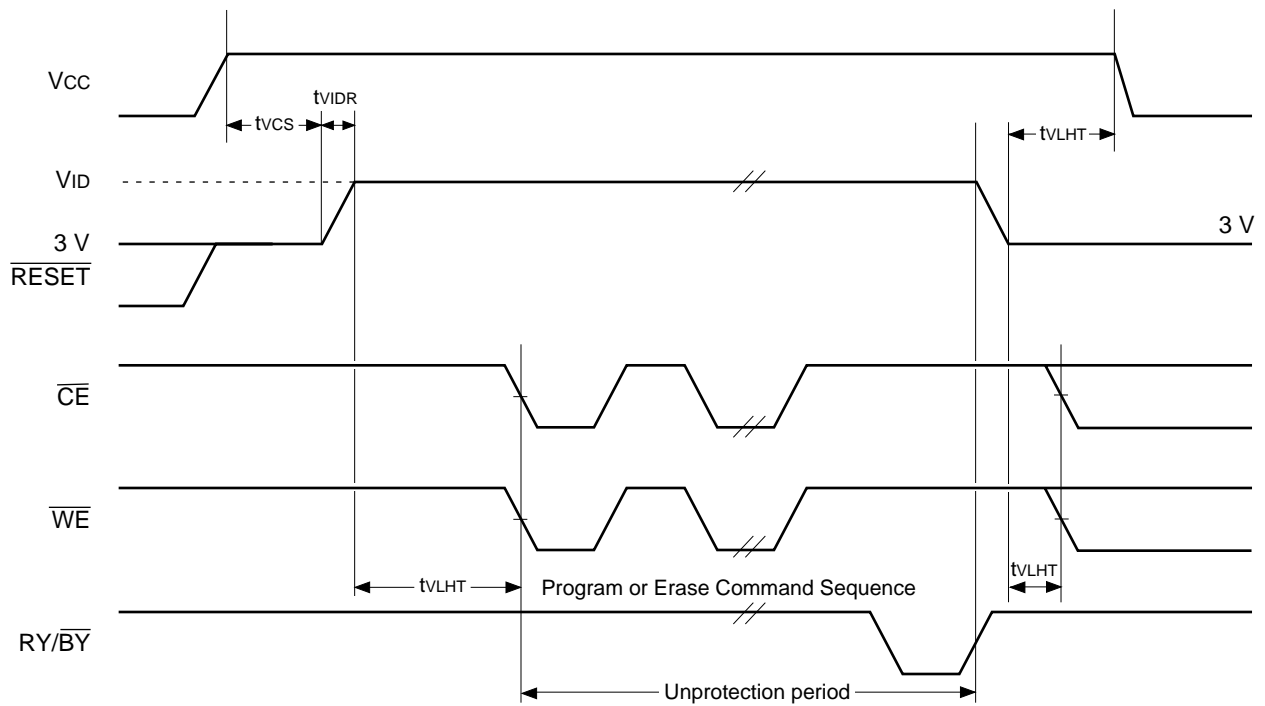 VCC
tVIDR
tVCS
tVLHT
VID
3 V
3 V
RESET
CE
WE
tVLHT
Program or Erase Command Sequence
tVLHT
RY/BY
Unprotection period